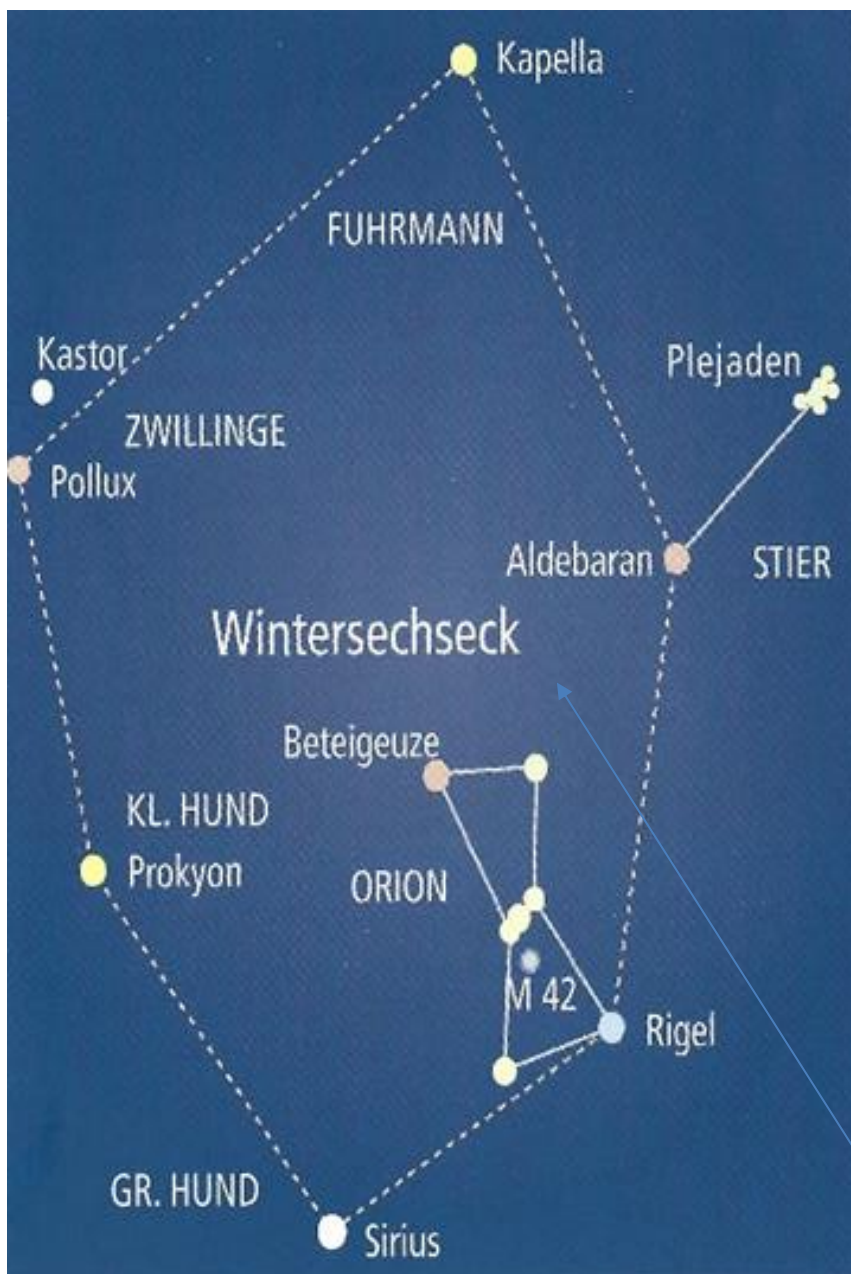 Kapella
FUHRMANN
Kastor
Plejaden
ZWILLINGE
Pollux
Aldebaran
STIER
Wintersechseck
Beteigeuze
KL. HUND
Prokyon
ORION
M 42
Rigel
GR. HUND
Sirius